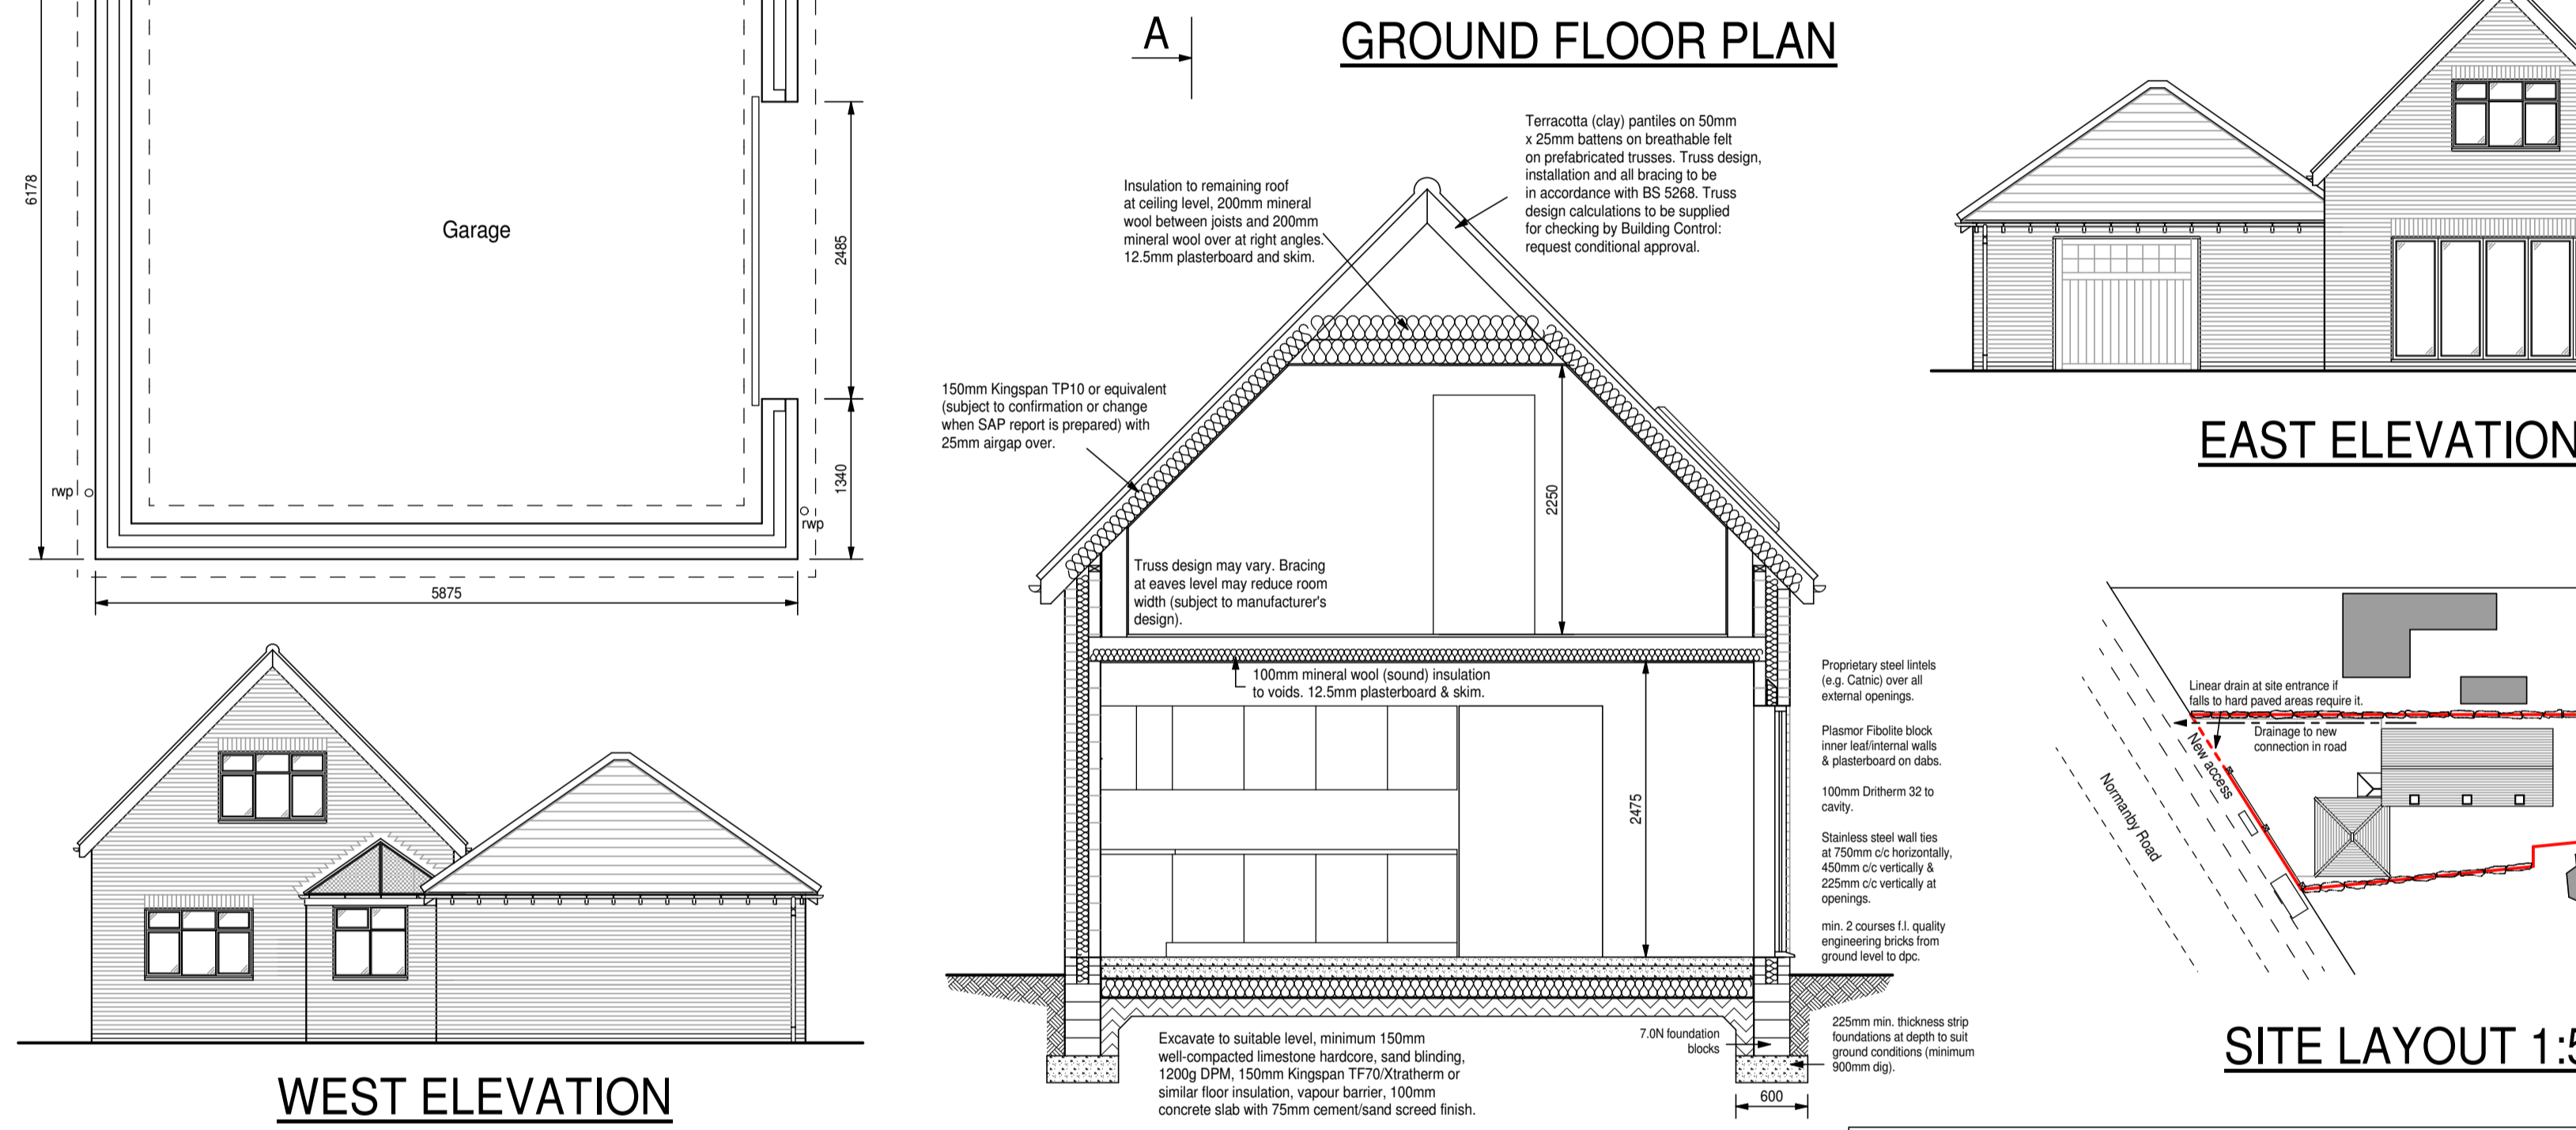 A
GROUND FLOOR PLAN
6178
Garage
2485
1340
rwp
rwp
5875
Insulation to remaining roof
at ceiling level, 200mm mineral
wool between joists and 200mm
mineral wool over at right angles.
12.5mm plasterboard and skim.
Terracotta (clay) pantiles on 50mm
x 25mm battens on breathable felt
on prefabricated trusses. Truss design,
installation and all bracing to be
in accordance with BS 5268. Truss
design calculations to be supplied
for checking by Building Control:
request conditional approval.
150mm Kingspan TP10 or equivalent
(subject to confirmation or change
when SAP report is prepared) with
25mm airgap over.
2250
Truss design may vary. Bracing
at eaves level may reduce room
width (subject to manufacturer's
design).
100mm mineral wool (sound) insulation
to voids. 12.5mm plasterboard & skim.
2475
Proprietary steel lintels
(e.g. Catnic) over all
external openings.
Plasmor Fibolite block
inner leaf/internal walls
& plasterboard on dabs.
100mm Dritherm 32 to
cavity.
Stainless steel wall ties
at 750mm c/c horizontally,
450mm c/c vertically &
225mm c/c vertically at
openings.
min. 2 courses f.l. quality
engineering bricks from
ground level to dpc.
225mm min. thickness strip
foundations at depth to suit
ground conditions (minimum
900mm dig).
7.0N foundation
blocks
Excavate to suitable level, minimum 150mm
well-compacted limestone hardcore, sand blinding,
1200g DPM, 150mm Kingspan TF70/Xtratherm or
similar floor insulation, vapour barrier, 100mm
concrete slab with 75mm cement/sand screed finish.
600
WEST ELEVATION
EAST ELEVATION
Linear drain at site entrance if
falls to hard paved areas require it.
Drainage to new
connection in road
New access
Normanby Road
SITE LAYOUT 1:5